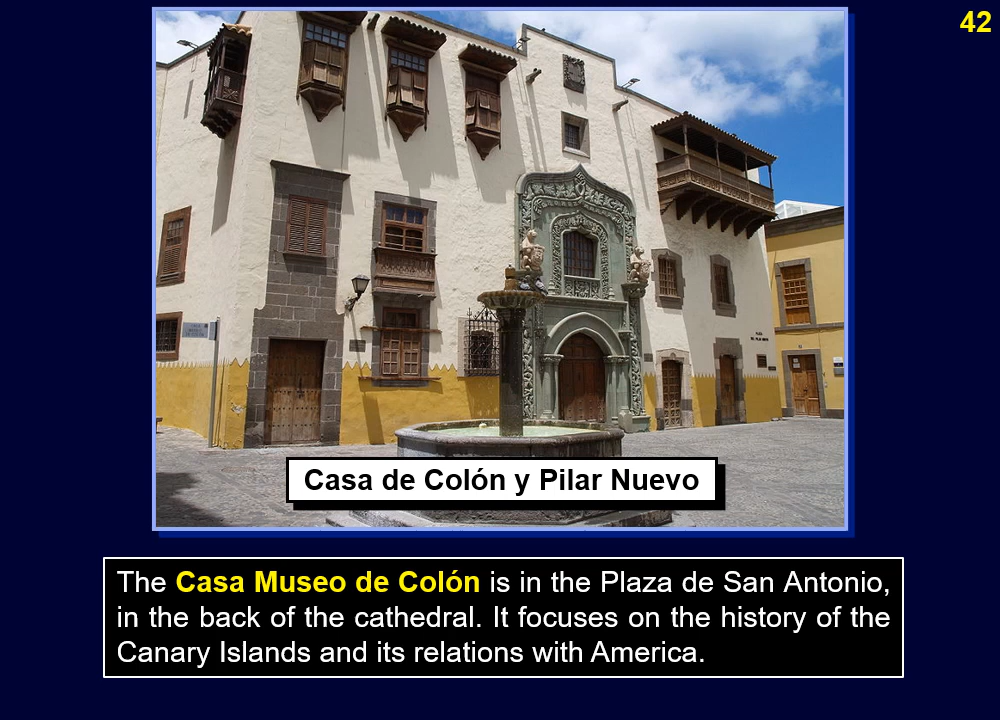 42
Casa de Colón y Pilar Nuevo
The Casa Museo de Colón is in the Plaza de San Antonio,
in the back of the cathedral. It focuses on the history of the
Canary Islands and its relations with America.